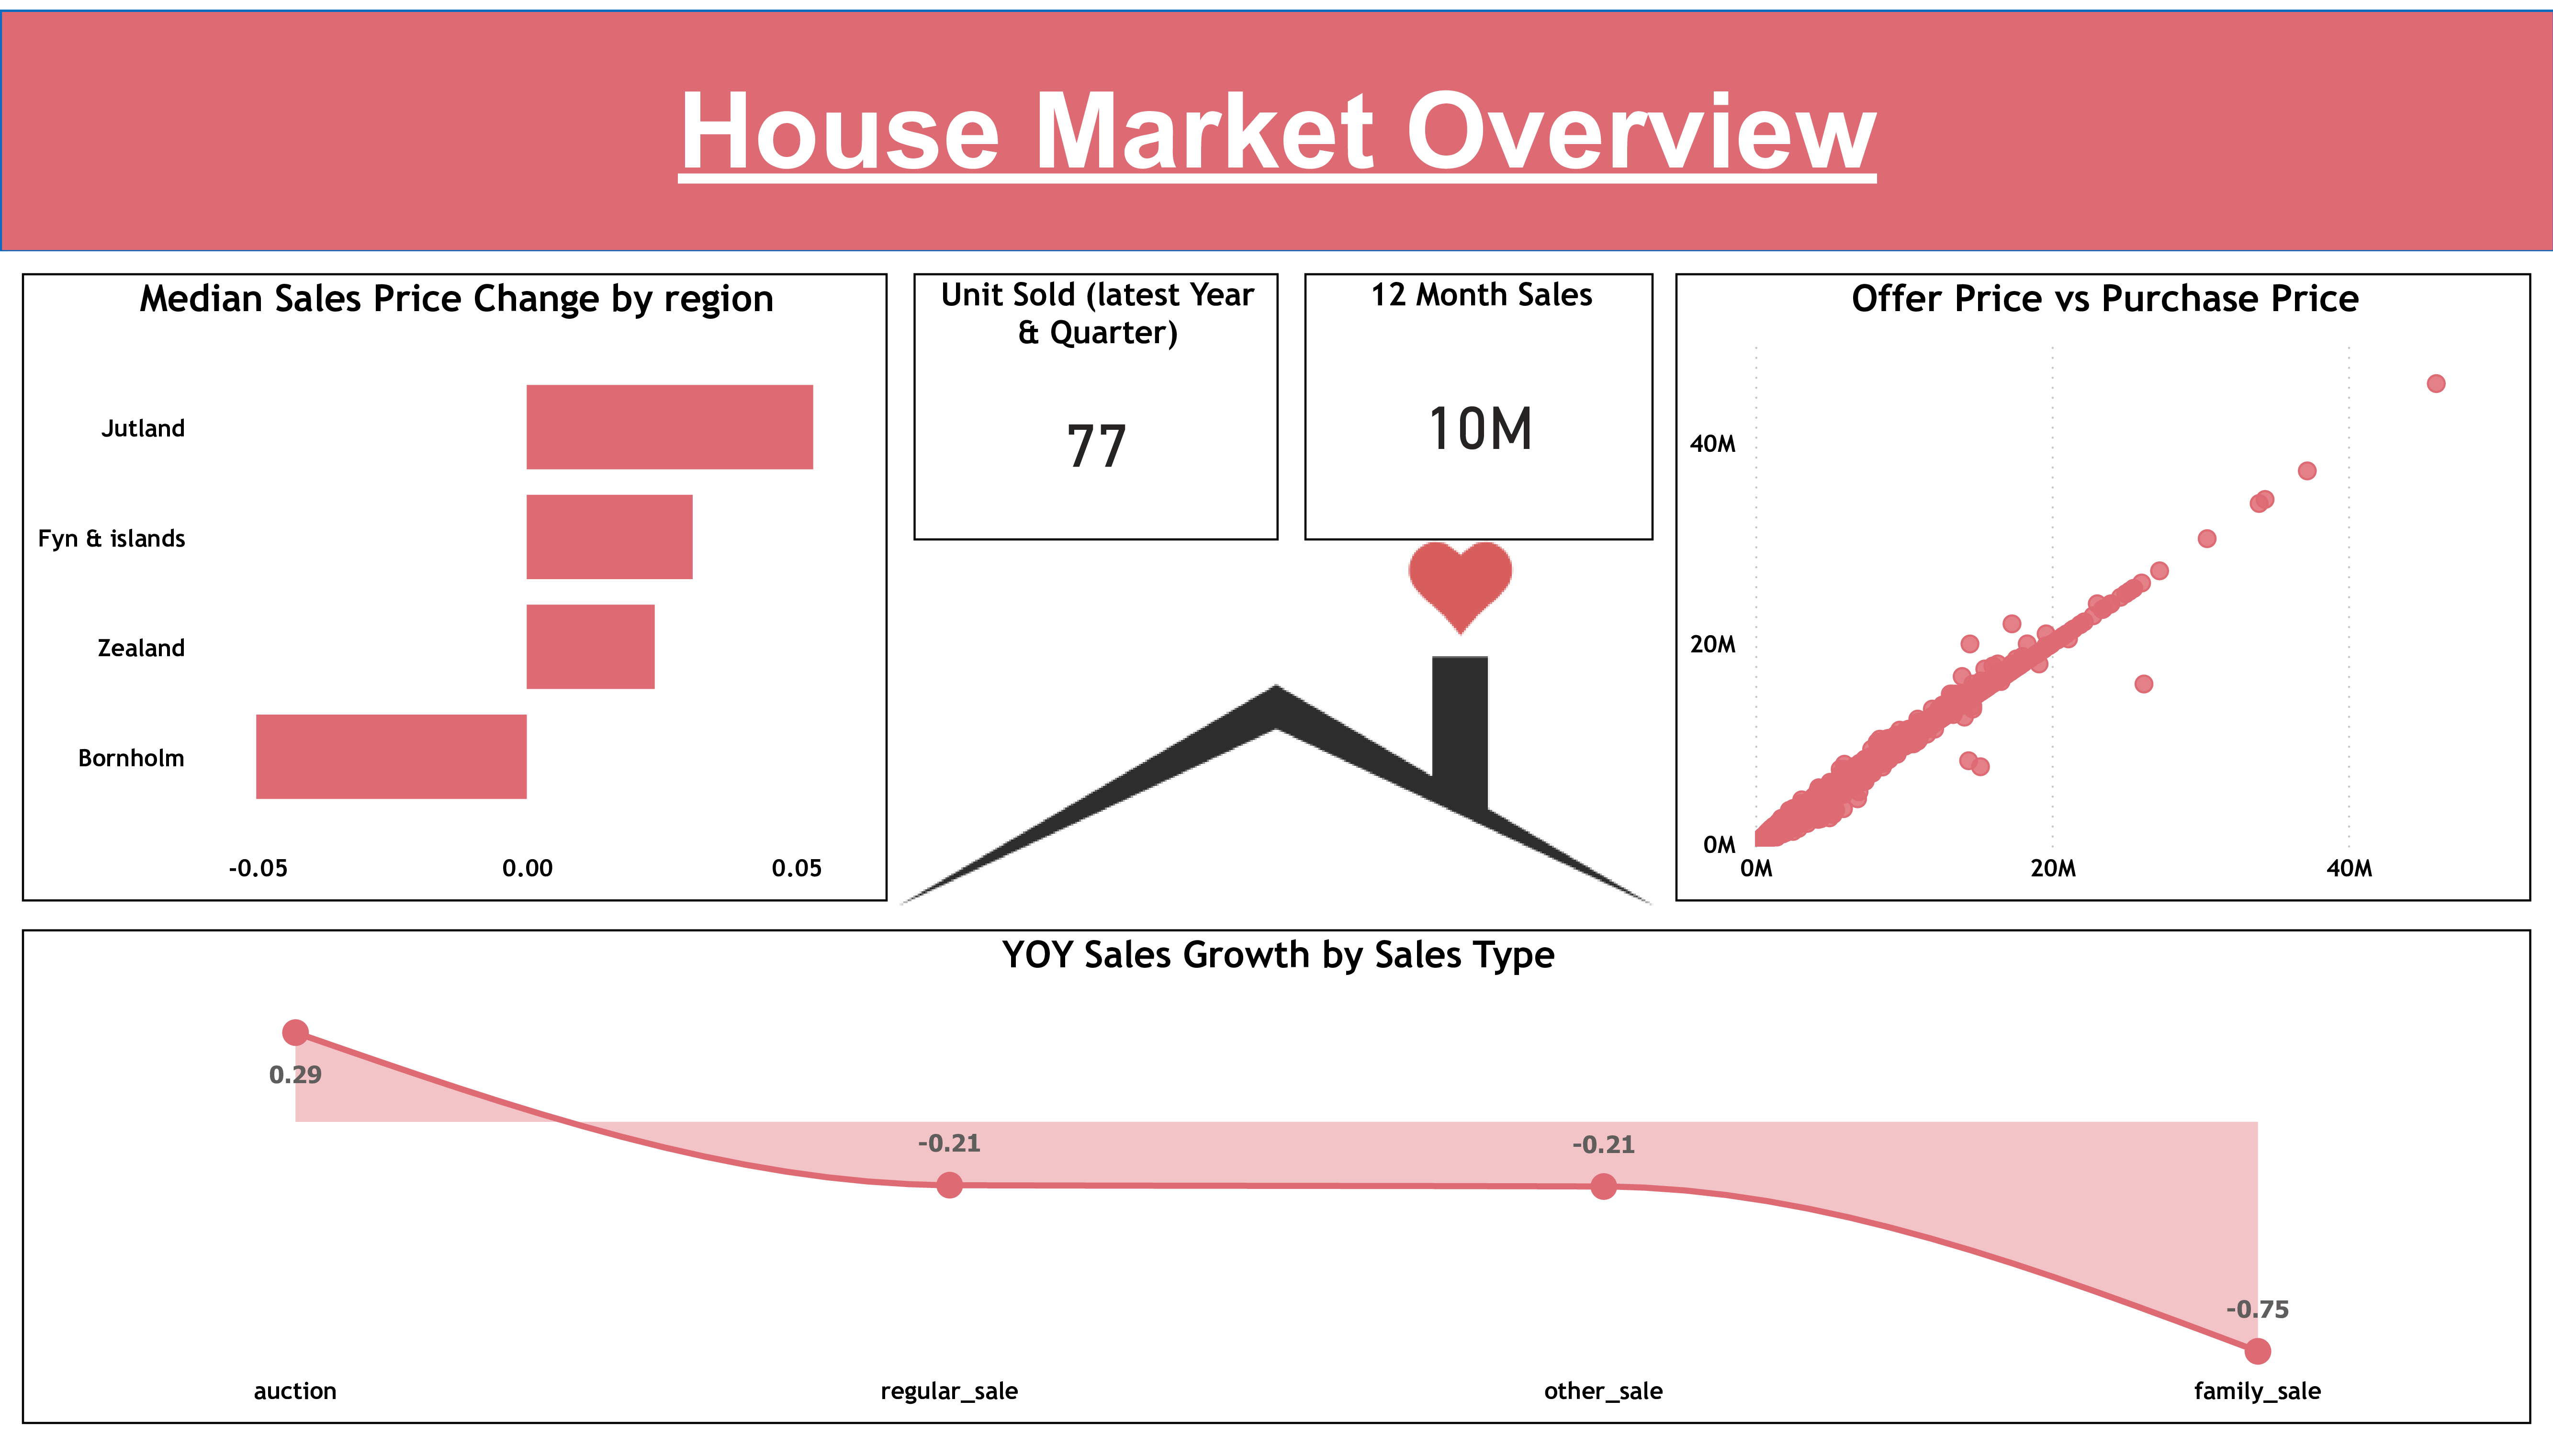 House Market Overview
Median Sales Price Change by region
Jutland
Fyn & islands
Zealand
Bornholm
-0.05 0.00 0.05
Unit Sold (latest Year
& Quarter)
77
12 Month Sales
10M
Offer Price vs Purchase Price
40M
20M
0M
0M 20M 40M
YOY Sales Growth by Sales Type
0.29
-0.21
-0.21
-0.75
auction regular_sale other_sale family_sale